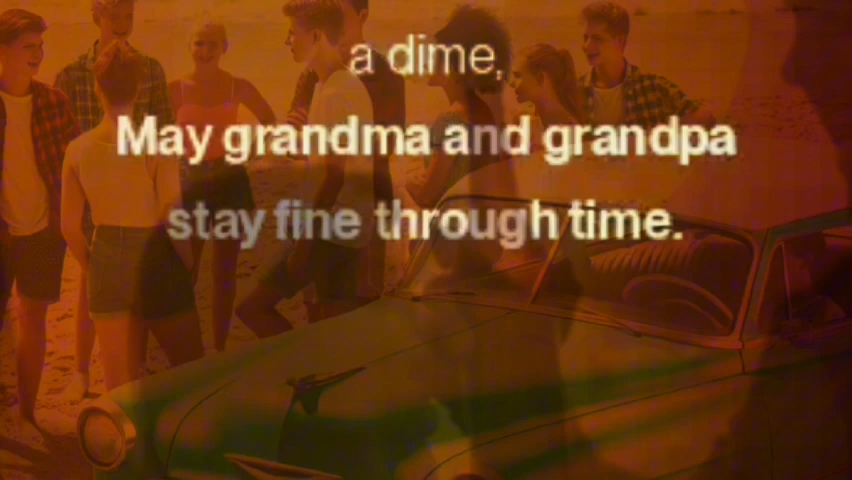 a dime,
May grandma and grandpa
stay fine through time.